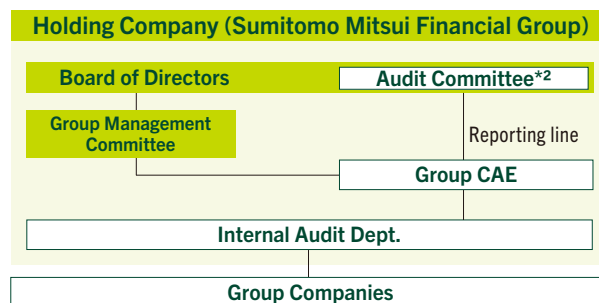 Holding Company (Sumitomo Mitsui Financial Group)
Board of Directors
Audit Committee*2
Group Management
Committee
Reporting line
Group CAE
Internal Audit Dept.
Group Companies